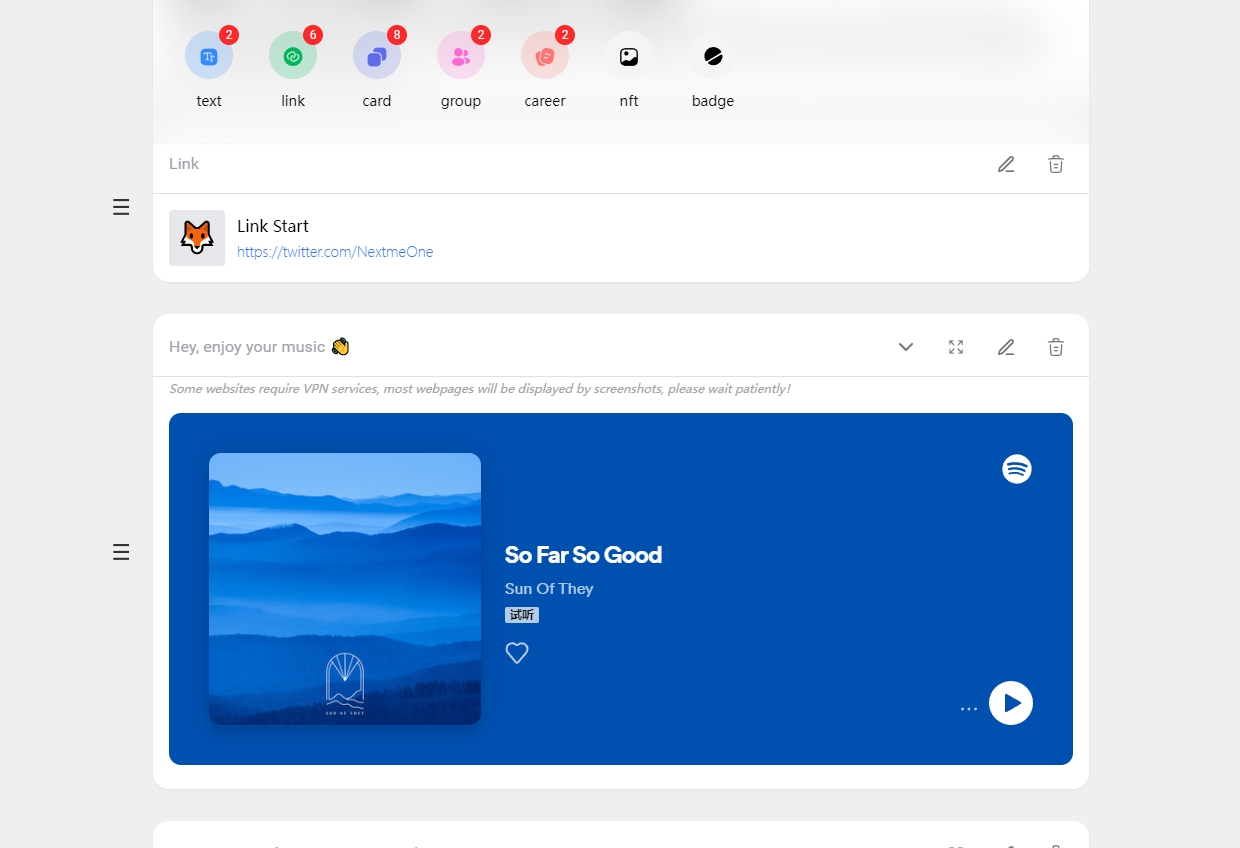 2 6 8 2 2
text link card group career nft badge
Link
Link Start
https://twitter.com/NextmeOne
Hey, enjoy your music 👏
Some websites require VPN services, most webpages will be displayed by screenshots, please wait patiently!
So Far So Good
Sun Of They
试听
SUN OF THEY